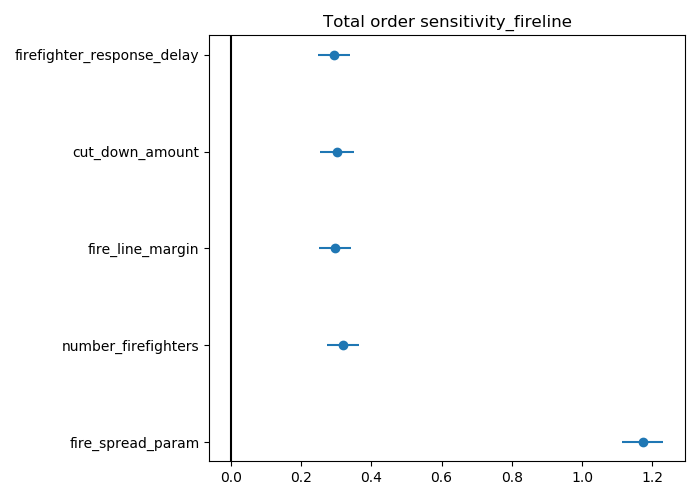 Total order sensitivity_fireline
firefighter_response_delay
cut_down_amount
fire_line_margin
number_firefighters
fire_spread_param
0.0 0.2 0.4 0.6 0.8 1.0 1.2